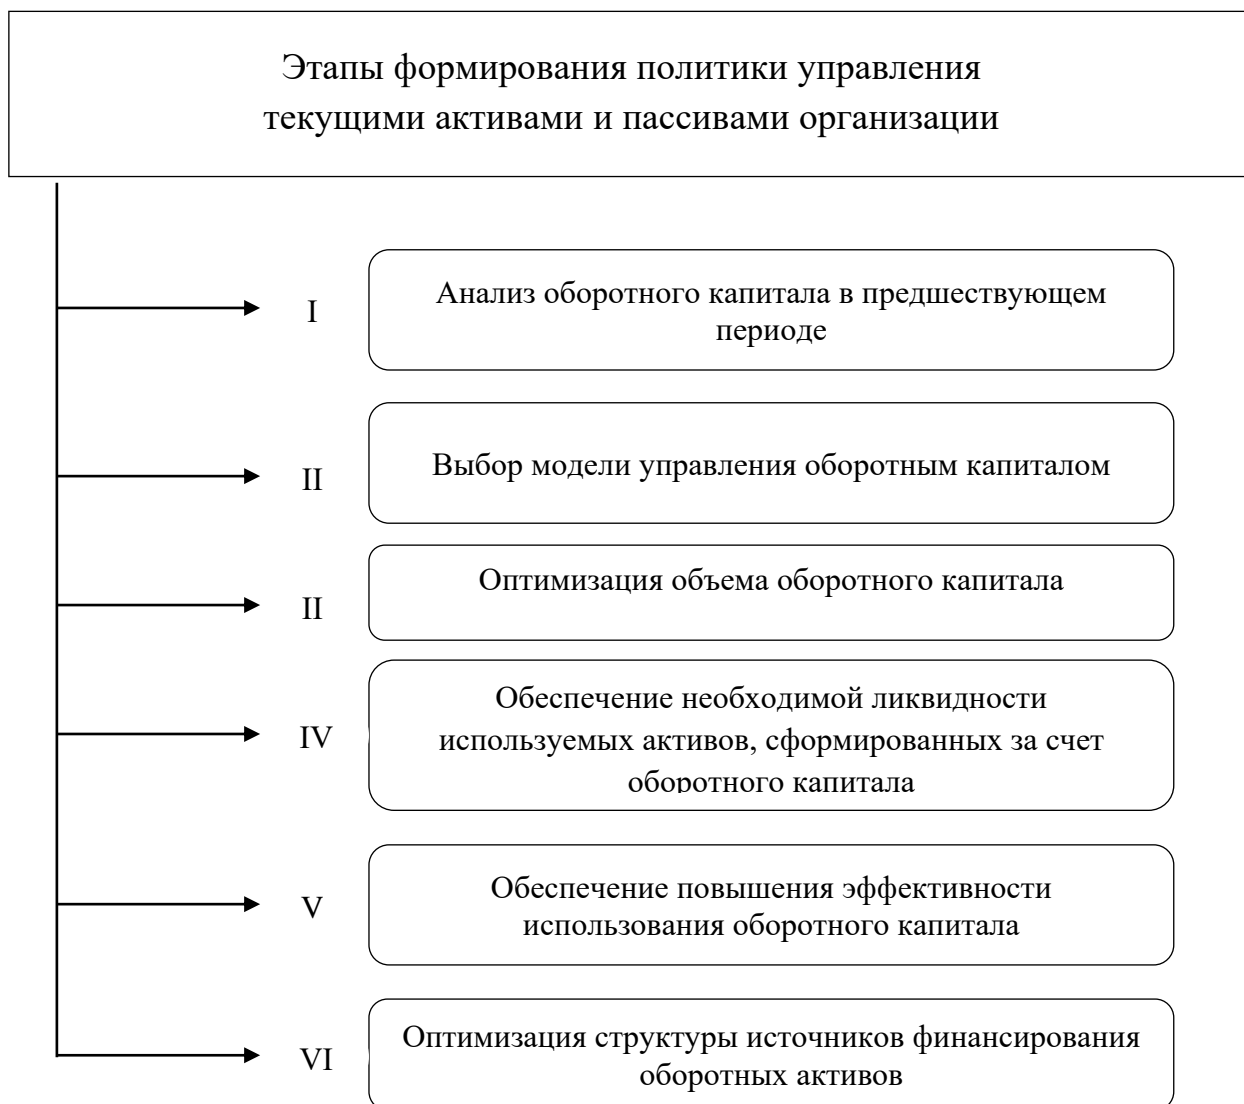 Этапы формирования политики управления
текущими активами и пассивами организации
I
Анализ оборотного капитала в предшествующем
периоде
II
Выбор модели управления оборотным капиталом
II
Оптимизация объема оборотного капитала
IV
Обеспечение необходимой ликвидности
используемых активов, сформированных за счет
оборотного капитала
V
Обеспечение повышения эффективности
использования оборотного капитала
VI
Оптимизация структуры источников финансирования
оборотных активов